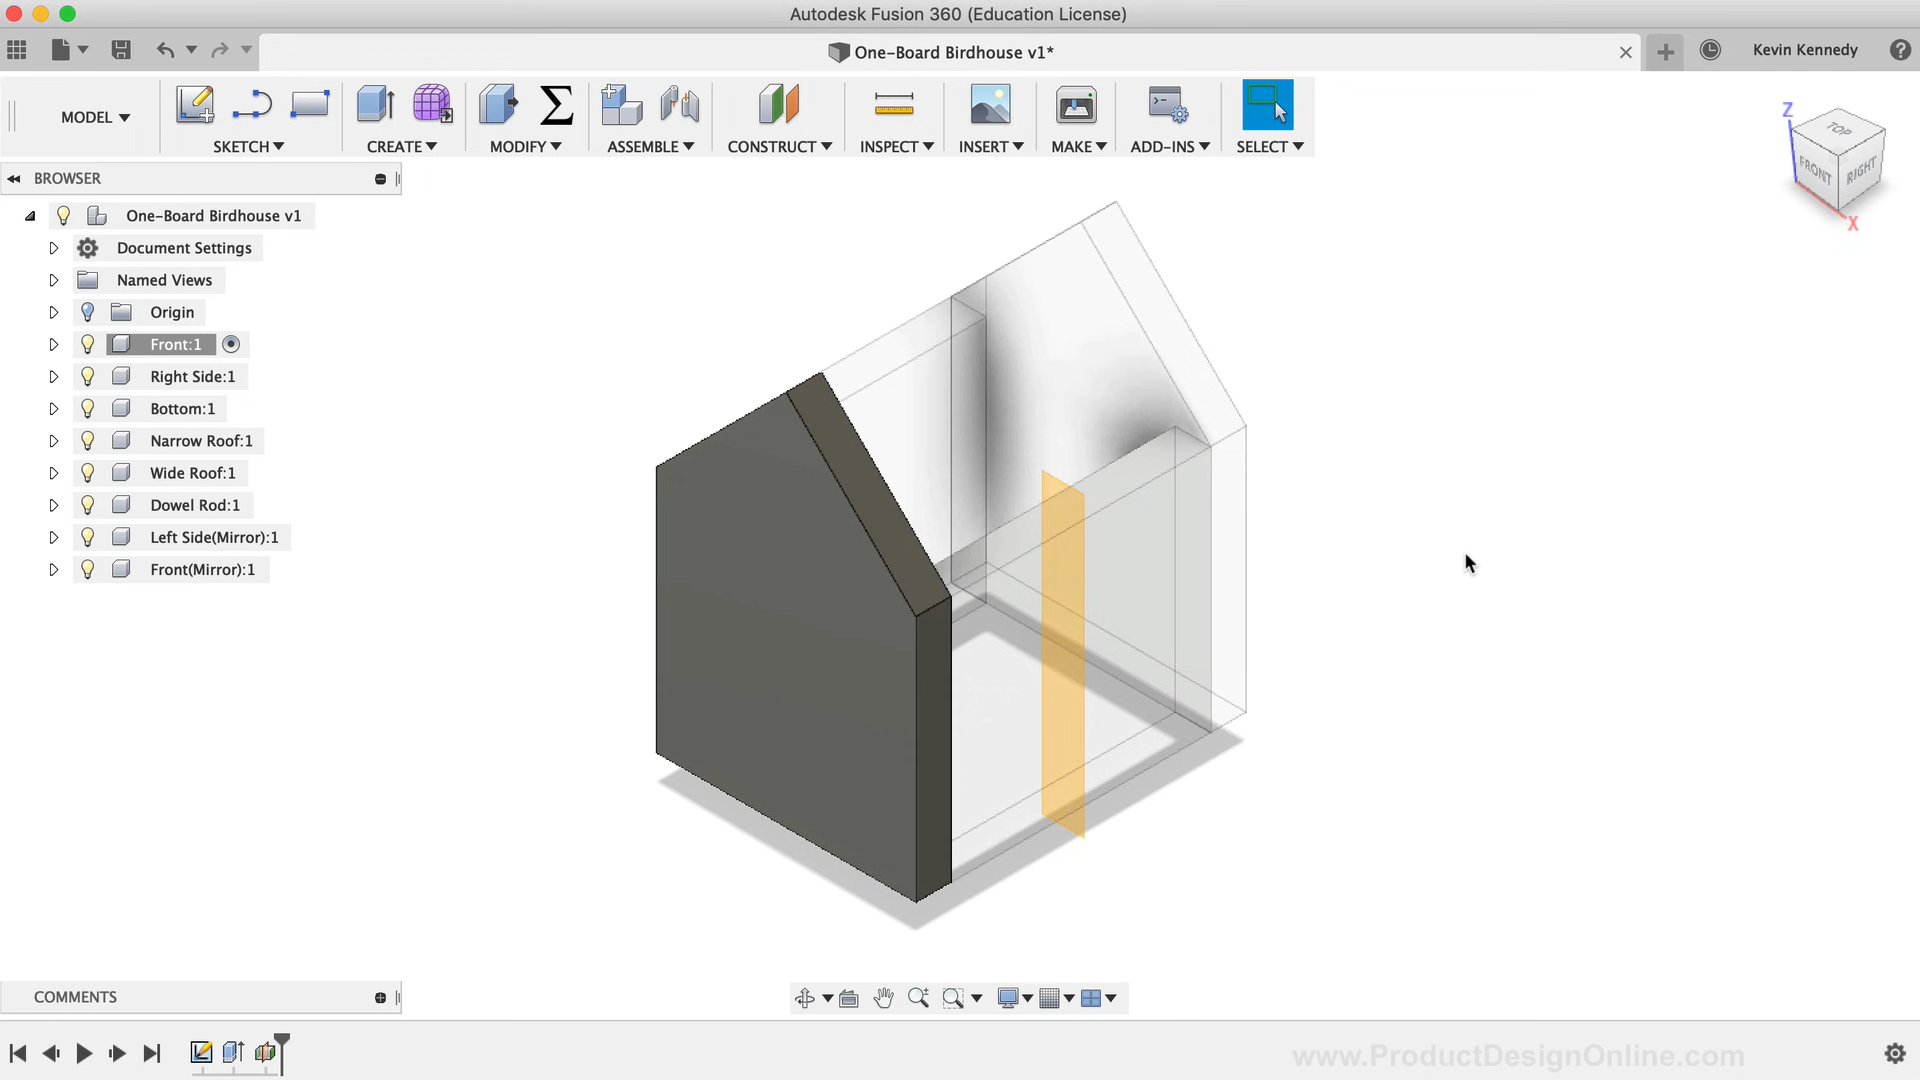 Autodesk Fusion 360 (Education License)
One-Board Birdhouse v1*
Kevin Kennedy
MODEL
SKETCH
CREATE
MODIFY
ASSEMBLE
CONSTRUCT
INSPECT
INSERT
MAKE
ADD-INS
SELECT
Z
TOP
FRONT
RIGHT
X
BROWSER
One-Board Birdhouse v1
Document Settings
Named Views
Origin
Front:1
Right Side:1
Bottom:1
Narrow Roof:1
Wide Roof:1
Dowel Rod:1
Left Side(Mirror):1
Front(Mirror):1
COMMENTS
www.ProductDesignOnline.com